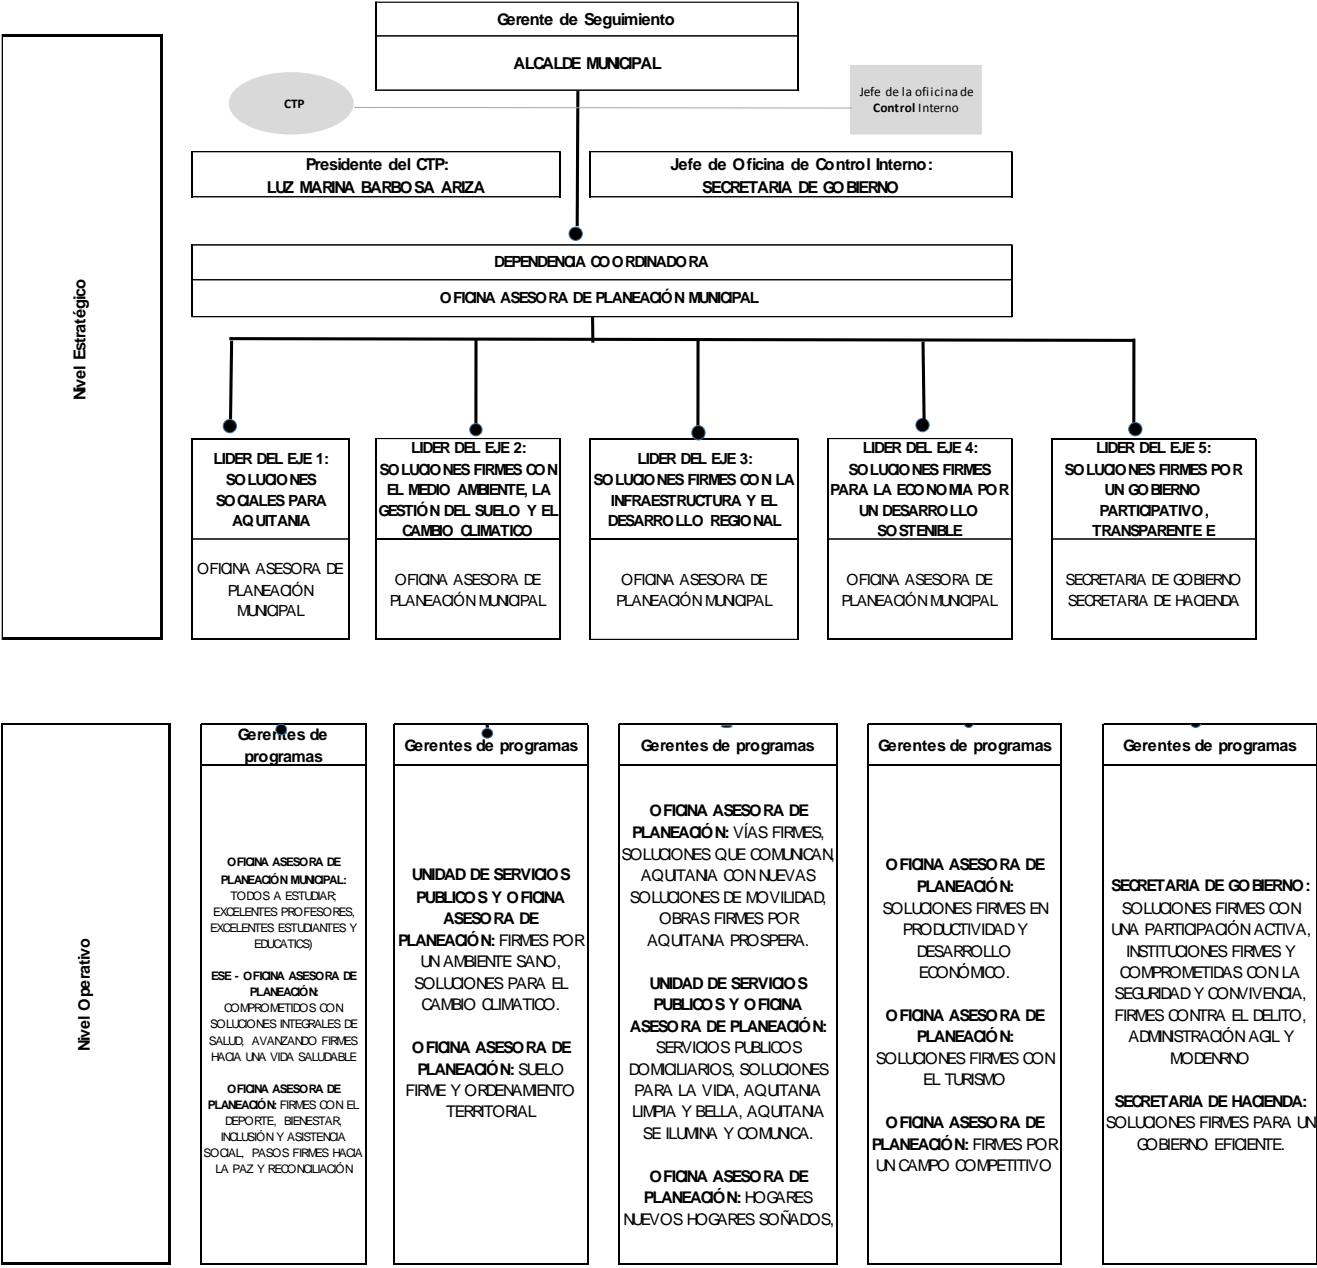 Gerente de Seguimiento
ALCALDE MUNICIPAL
CTP
Jefe de la ofiicina de
Control Interno
Presidente del CTP:
LUZ MARINA BARBOSA ARIZA
Jefe de Oficina de Control Interno:
SECRETARIA DE GOBIERNO
DEPENDENCIA COORDINADORA
OFICINA ASESORA DE PLANEACIÓN MUNICIPAL
Nivel Estratégico
LIDER DEL EJE 1:
SOLUCIONES
SOCIALES PARA
AQUITANIA
OFICINA ASESORA DE
PLANEACIÓN
MUNICIPAL
LIDER DEL EJE 2:
SOLUCIONES FIRMES CON
EL MEDIO AMBIENTE, LA
GESTIÓN DEL SUELO Y EL
CAMBIO CLIMATICO
OFICINA ASESORA DE
PLANEACIÓN MUNICIPAL
LIDER DEL EJE 3:
SOLUCIONES FIRMES CON LA
INFRAESTRUCTURA Y EL
DESARROLLO REGIONAL
OFICINA ASESORA DE
PLANEACIÓN MUNICIPAL
LIDER DEL EJE 4:
SOLUCIONES FIRMES
PARA LA ECONOMIA POR
UN DESARROLLO
SOSTENIBLE
OFICINA ASESORA DE
PLANEACIÓN MUNICIPAL
LIDER DEL EJE 5:
SOLUCIONES FIRMES POR
UN GOBIERNO
PARTICIPATIVO,
TRANSPARENTE E
SECRETARIA DE GOBIERNO
SECRETARIA DE HACIENDA
Nivel Operativo
Gerentes de
programas
OFICINA ASESORA DE
PLANEACIÓN MUNICIPAL:
TODOS A ESTUDIAR;
EXCELENTES PROFESORES,
EXCELENTES ESTUDIANTES Y
EDUCATICS)
ESE - OFICINA ASESORA DE
PLANEACIÓN:
COMPROMETIDOS CON
SOLUCIONES INTEGRALES DE
SALUD, AVANZANDO FIRMES
HACIA UNA VIDA SALUDABLE
OFICINA ASESORA DE
PLANEACIÓN: FIRMES CON EL
DEPORTE, BIENESTAR,
INCLUSIÓN Y ASISTENCIA
SOCIAL, PASOS FIRMES HACIA
LA PAZ Y RECONCILIACIÓN
Gerentes de programas
UNIDAD DE SERVICIOS
PUBLICOS Y OFICINA
ASESORA DE
PLANEACIÓN: FIRMES POR
UN AMBIENTE SANO,
SOLUCIONES PARA EL
CAMBIO CLIMATICO.
OFICINA ASESORA DE
PLANEACIÓN: SUELO
FIRME Y ORDENAMIENTO
TERRITORIAL
Gerentes de programas
OFICINA ASESORA DE
PLANEACIÓN: VÍAS FIRMES,
SOLUCIONES QUE COMUNICAN,
AQUITANIA CON NUEVAS
SOLUCIONES DE MOVILIDAD,
OBRAS FIRMES POR
AQUITANIA PROSPERA.
UNIDAD DE SERVICIOS
PUBLICOS Y OFICINA
ASESORA DE PLANEACIÓN:
SERVICIOS PUBLICOS
DOMICILIARIOS, SOLUCIONES
PARA LA VIDA, AQUITANIA
LIMPIA Y BELLA, AQUITANIA
SE ILUMINA Y COMUNICA.
OFICINA ASESORA DE
PLANEACIÓN: HOGARES
NUEVOS HOGARES SOÑADOS,
Gerentes de programas
OFICINA ASESORA DE
PLANEACIÓN:
SOLUCIONES FIRMES EN
PRODUCTIVIDAD Y
DESARROLLO
ECONÓMICO.
OFICINA ASESORA DE
PLANEACIÓN:
SOLUCIONES FIRMES CON
EL TURISMO
OFICINA ASESORA DE
PLANEACIÓN: FIRMES POR
UN CAMPO COMPETITIVO
Gerentes de programas
SECRETARIA DE GOBIERNO:
SOLUCIONES FIRMES CON
UNA PARTICIPACIÓN ACTIVA,
INSTITUCIONES FIRMES Y
COMPROMETIDAS CON LA
SEGURIDAD Y CONVIVENCIA,
FIRMES CONTRA EL DELITO,
ADMINISTRACIÓN AGIL Y
MODENRNO
SECRETARIA DE HACIENDA:
SOLUCIONES FIRMES PARA UN
GOBIERNO EFICIENTE.